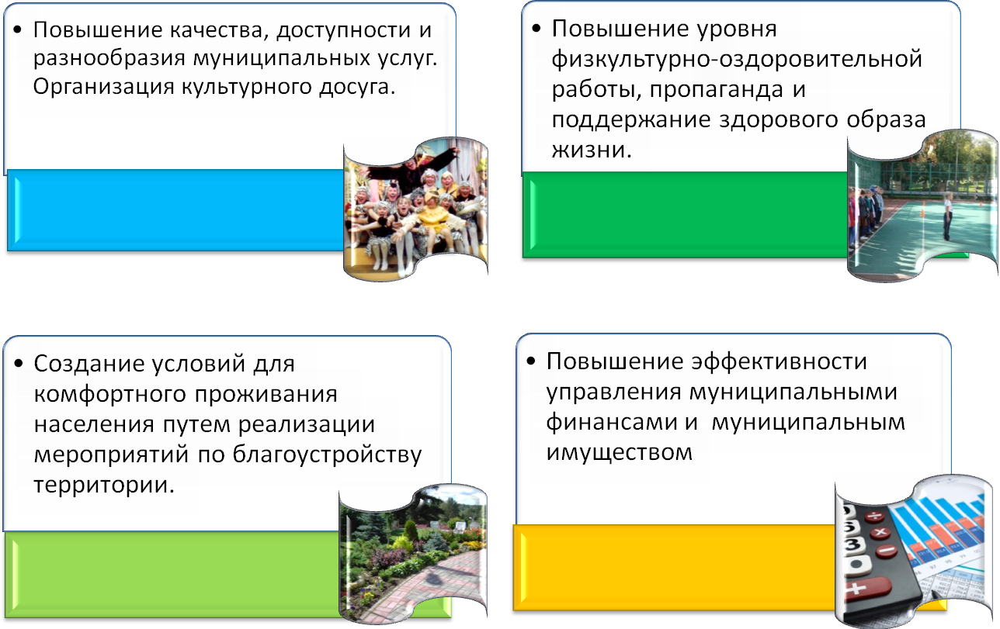 • Повышение качества, доступности и
разнообразия муниципальных услуг.
Организация культурного досуга.
• Повышение уровня
физкультурно-оздоровительной
работы, пропаганда и
поддержание здорового образа
жизни.
• Создание условий для
комфортного проживания
населения путем реализации
мероприятий по благоустройству
территории.
• Повышение эффективности
управления муниципальными
финансами и  муниципальным
имуществом